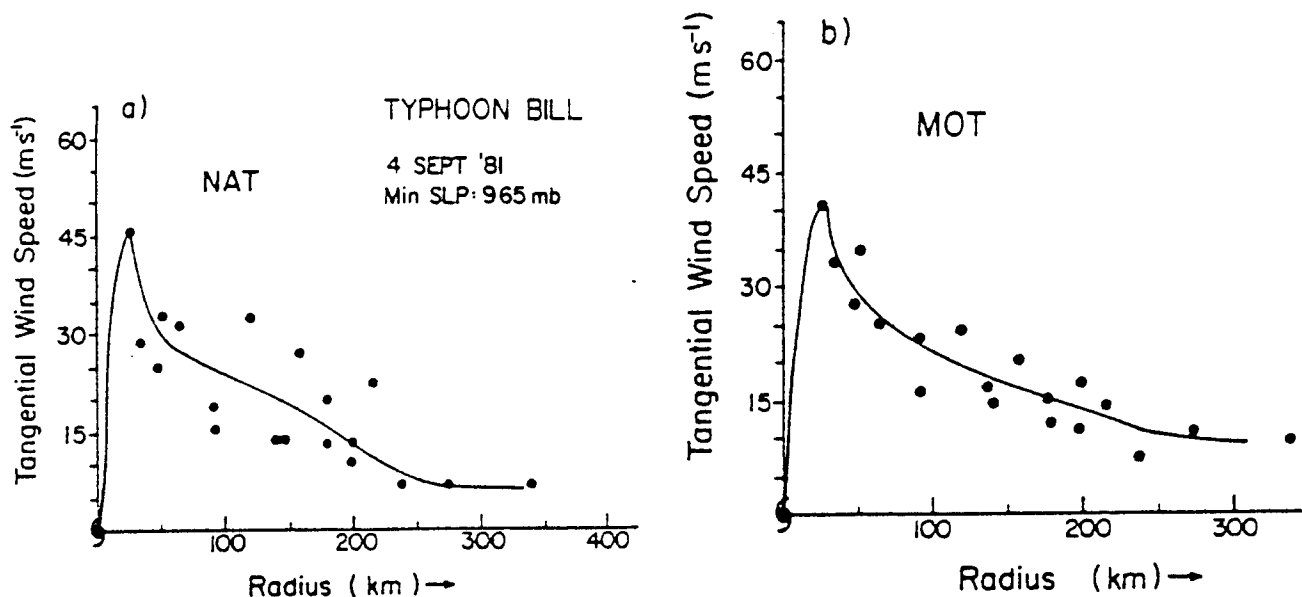 a)
TYPHOON BILL
4 SEPT '81
Min SLP: 965 mb
NAT
Tangential Wind Speed (m s⁻¹)
60
45
30
15
100
200
300
400
Radius (km) →
b)
MOT
Tangential Wind Speed (m s⁻¹)
60
45
30
15
100
200
300
Radius (km) →